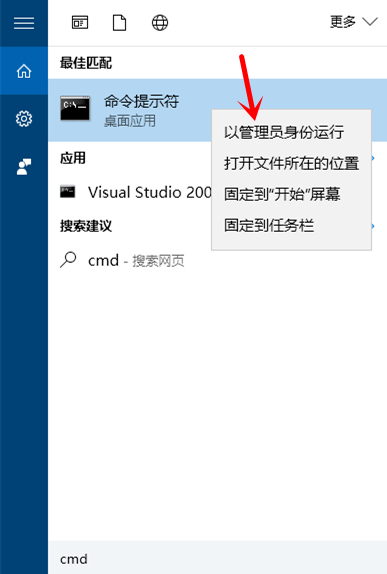 更多
最佳匹配
命令提示符
桌面应用
以管理员身份运行
打开文件所在的位置
固定到“开始”屏幕
固定到任务栏
应用
Visual Studio 200
搜索建议
cmd - 搜索网页
cmd